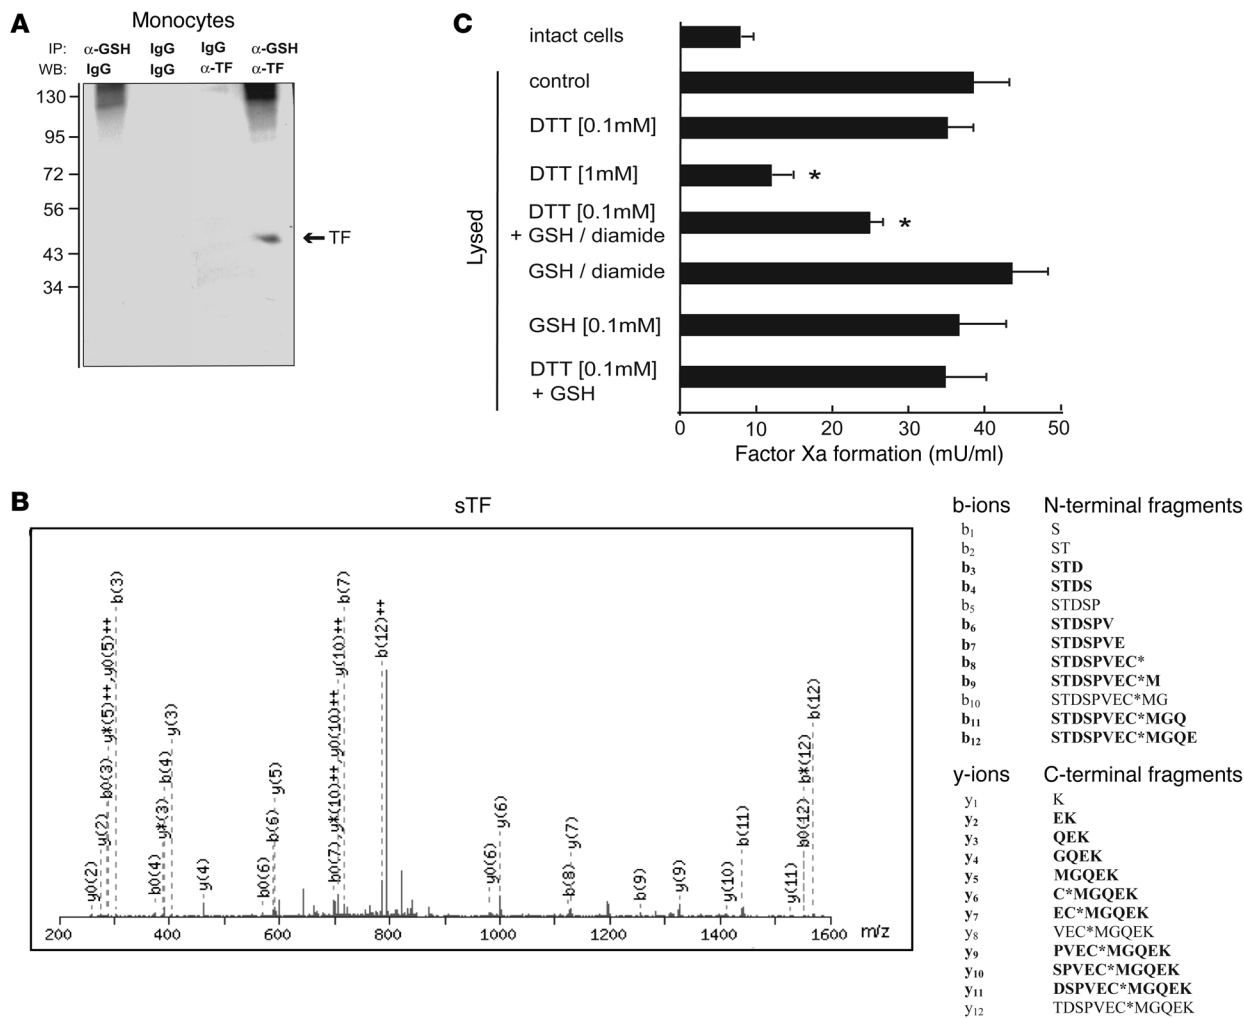 A
Monocytes
IP: α-GSH IgG IgG α-GSH
WB: IgG IgG α-TF α-TF
130
95
72
56
43
34
TF
C
intact cells
control
DTT [0.1mM]
DTT [1mM]
*
DTT [0.1mM]
+ GSH / diamide
*
GSH / diamide
GSH [0.1mM]
DTT [0.1mM]
+ GSH
Lysed
0 10 20 30 40 50
Factor Xa formation (mU/ml)
B
sTF
y0(2)
y(2)
b0(3)
y*(5)++,y0(5)++
b(3)
b0(4)
y*(3)
b(4)
y(3)
y(4)
b0(6)
b(6)
y(5)
b0(7),y*(10)++,y0(10)++
y(10)++
b(7)
b(12)++
y0(6)
y(6)
b(8)
y(7)
b(9)
y(9)
y(10)
b(11)
y(11)
b0(12)
b*(12)
b(12)
200 400 600 800 1000 1200 1400 1600 m/z
b-ions N-terminal fragments
b1 S
b2 ST
b3 STD
b4 STDS
b5 STDSP
b6 STDSPV
b7 STDSPVE
b8 STDSPVEC*
b9 STDSPVEC*M
b10 STDSPVEC*MG
b11 STDSPVEC*MGQ
b12 STDSPVEC*MGQE
y-ions C-terminal fragments
y1 K
y2 EK
y3 QEK
y4 GQEK
y5 MGQEK
y6 C*MGQEK
y7 EC*MGQEK
y8 VEC*MGQEK
y9 PVEC*MGQEK
y10 SPVEC*MGQEK
y11 DSPVEC*MGQEK
y12 TDSPVEC*MGQEK